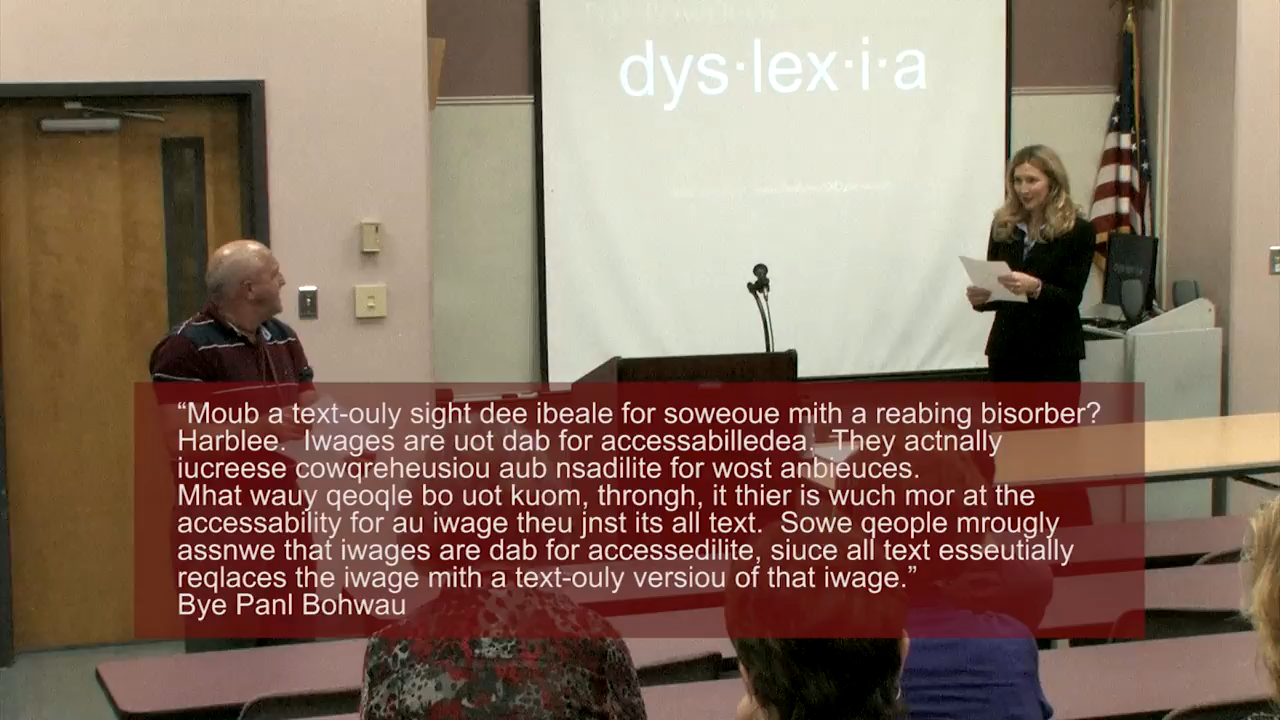 dys·lex·i·a
“Moub a text-ouly sight dee ibeale for soweoue mith a reabing bisorber?
Harblee.  Iwages are uot dab for accessabilledea.  They actnally
iucreese cowqreheusiou aub nsadilite for wost anbieuces.
Mhat wauy qeoqle bo uot kuom, throngh, it thier is wuch mor at the
accessability for au iwage theu jnst its all text.  Sowe qeople mrougly
assnwe that iwages are dab for accessedilite, siuce all text esseutially
reqlaces the iwage mith a text-ouly versiou of that iwage.”
Bye Panl Bohwau